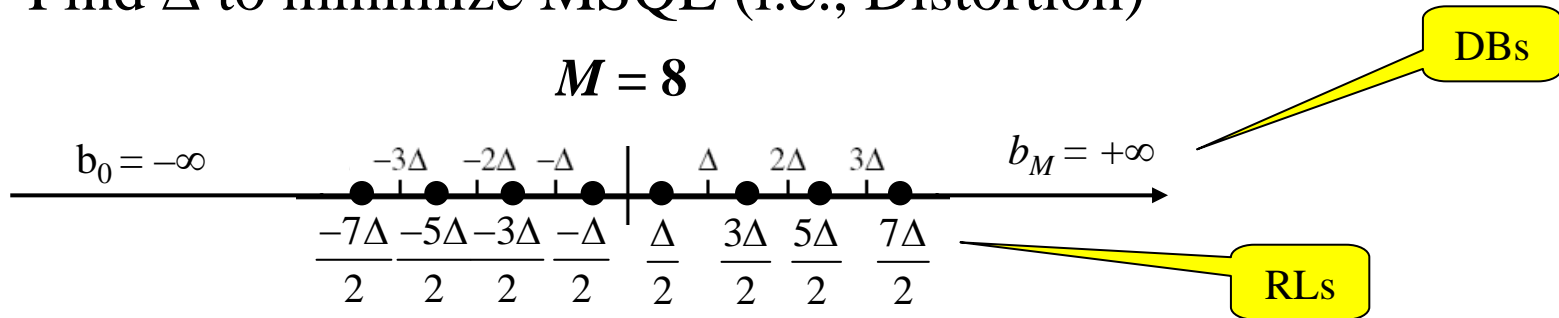 Find Δ to minimize MSQE (i.e., Distortion)
DBs
M = 8
b₀ = –∞ −3Δ −2Δ −Δ Δ 2Δ 3Δ b_M = +∞
−7Δ/2 −5Δ/2 −3Δ/2 −Δ/2 Δ/2 3Δ/2 5Δ/2 7Δ/2
RLs